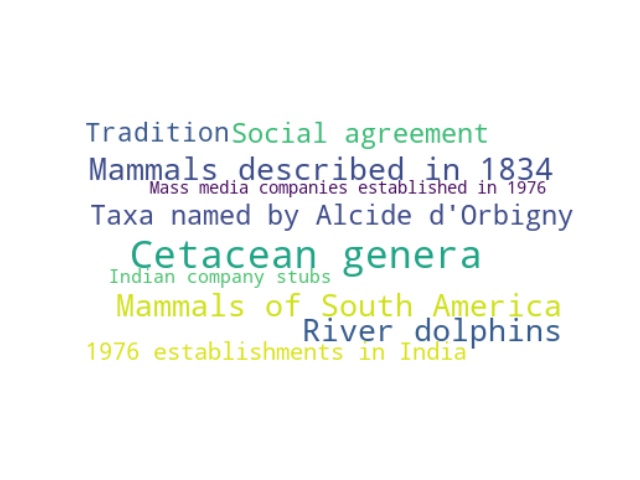 Tradition Social agreement
Mammals described in 1834
Mass media companies established in 1976
Taxa named by Alcide d'Orbigny
Cetacean genera
Indian company stubs
Mammals of South America
River dolphins
1976 establishments in India